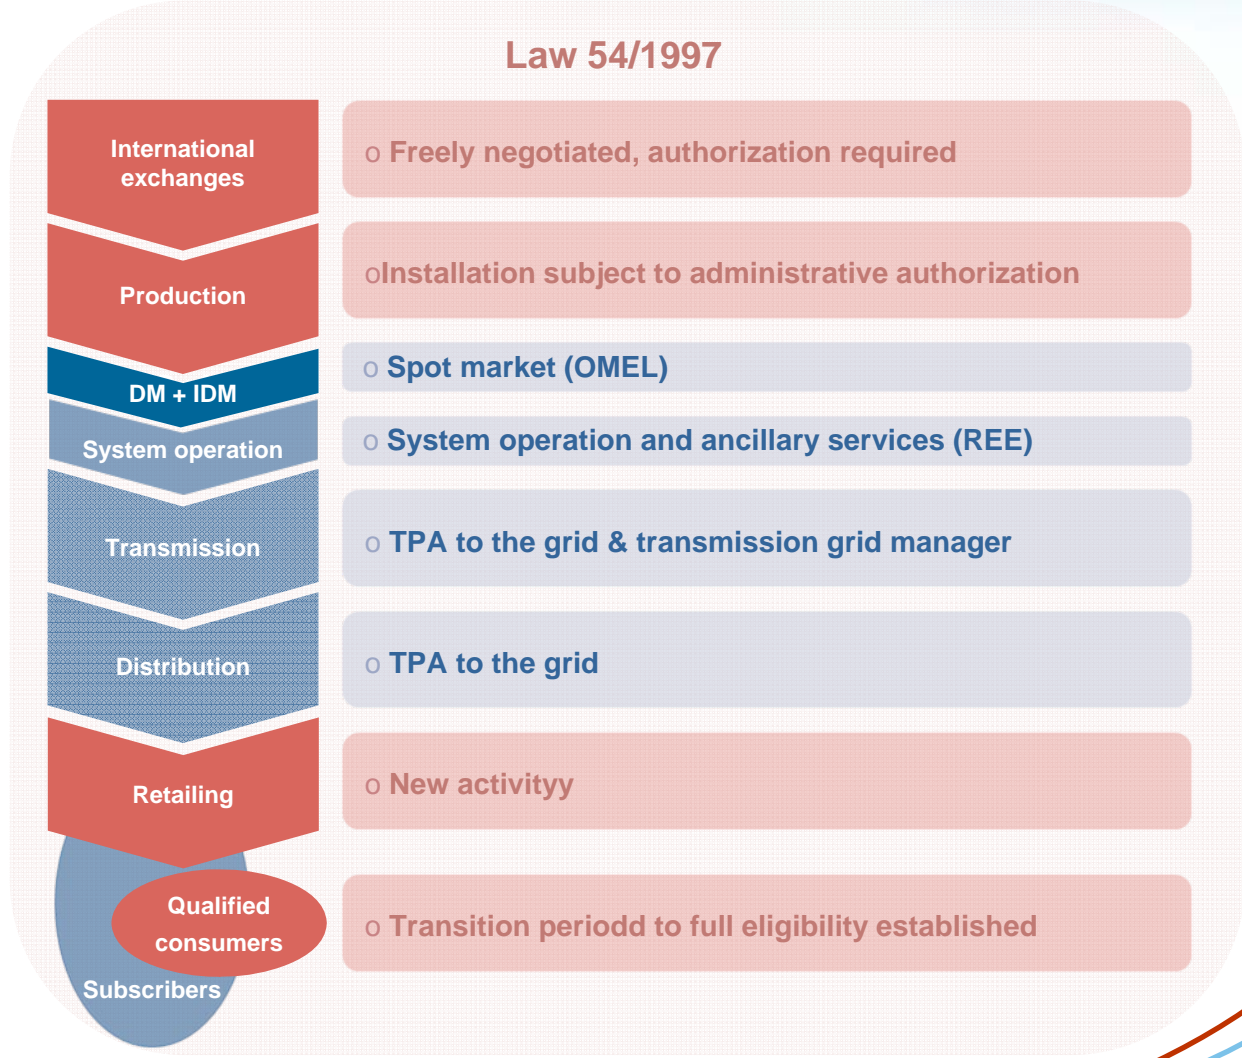 Law 54/1997
International
exchanges
o Freely negotiated, authorization required
Production
oInstallation subject to administrative authorization
DM + IDM
o Spot market (OMEL)
System operation
o System operation and ancillary services (REE)
Transmission
o TPA to the grid & transmission grid manager
Distribution
o TPA to the grid
Retailing
o New activityy
Qualified
consumers
o Transition periodd to full eligibility established
Subscribers